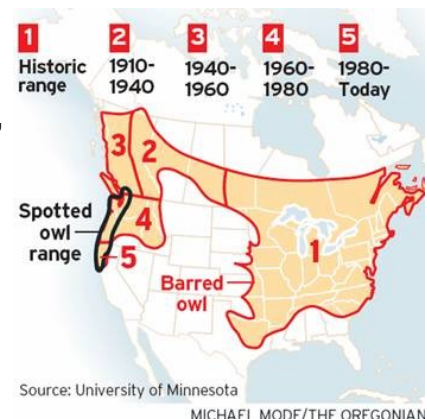 1 2 3 4 5
Historic range
1910-1940
1940-1960
1960-1980
1980-Today
3
2
Spotted
owl
range
4
5
1
Barred
owl
Source: University of Minnesota
MICHAEL MODE/THE OREGONIAN